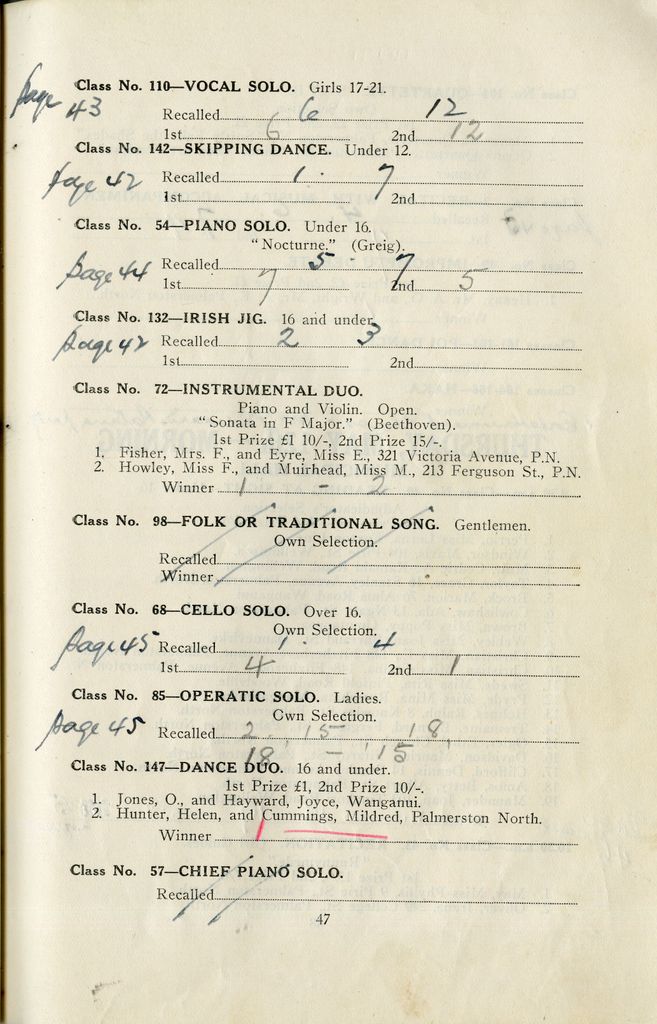 Class No. 110—VOCAL SOLO. Girls 17-21.
page 43
Recalled 6 12
1st 6 2nd 12
Class No. 142—SKIPPING DANCE. Under 12.
page 42 Recalled 1 · 7
1st 2nd
Class No. 54—PIANO SOLO. Under 16.
"Nocturne." (Greig).
page 44 Recalled 5 · 7
1st 7 2nd 5
Class No. 132—IRISH JIG. 16 and under.
page 42 Recalled 2 3
1st 2nd
Class No. 72—INSTRUMENTAL DUO.
Piano and Violin. Open.
"Sonata in F Major." (Beethoven).
1st Prize £1 10/-, 2nd Prize 15/-.
1. Fisher, Mrs. F., and Eyre, Miss E., 321 Victoria Avenue, P.N.
2. Howley, Miss F., and Muirhead, Miss M., 213 Ferguson St., P.N.
Winner 1 - 2
Class No. 98—FOLK OR TRADITIONAL SONG. Gentlemen.
Own Selection.
Recalled
Winner
Class No. 68—CELLO SOLO. Over 16.
Own Selection.
page 45 Recalled 1 · 4
1st 4 2nd 1
Class No. 85—OPERATIC SOLO. Ladies.
Own Selection.
page 45 Recalled 2, 15 18,
18 - 15
Class No. 147—DANCE DUO. 16 and under.
1st Prize £1, 2nd Prize 10/-.
1. Jones, O., and Hayward, Joyce, Wanganui.
2. Hunter, Helen, and Cummings, Mildred, Palmerston North.
Winner 1
Class No. 57—CHIEF PIANO SOLO.
Recalled
47